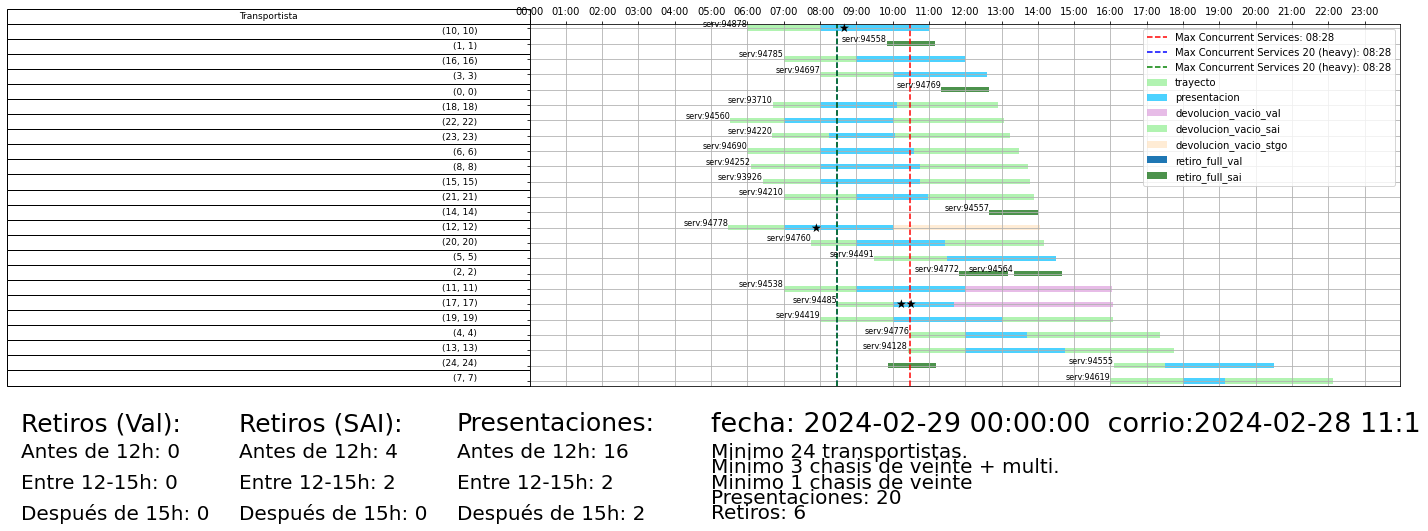 Transportista
00:00 01:00 02:00 03:00 04:00 05:00 06:00 07:00 08:00 09:00 10:00 11:00 12:00 13:00 14:00 15:00 16:00 17:00 18:00 19:00 20:00 21:00 22:00 23:00
(10, 10) serv:94878
(1, 1) serv:94558
(16, 16) serv:94785
(3, 3) serv:94697
(0, 0) serv:94769
(18, 18) serv:93710
(22, 22) serv:94560
(23, 23) serv:94220
(6, 6) serv:94690
(8, 8) serv:94252
(15, 15) serv:93926
(21, 21) serv:94210
(14, 14) serv:94557
(12, 12) serv:94778
(20, 20) serv:94760
(5, 5) serv:94491
(2, 2) serv:94772 serv:94564
(11, 11) serv:94538
(17, 17) serv:94485
(19, 19) serv:94419
(4, 4) serv:94776
(13, 13) serv:94128
(24, 24) serv:94555
(7, 7) serv:94619
Max Concurrent Services: 08:28
Max Concurrent Services 20 (heavy): 08:28
Max Concurrent Services 20 (heavy): 08:28
trayecto
presentacion
devolucion_vacio_val
devolucion_vacio_sai
devolucion_vacio_stgo
retiro_full_val
retiro_full_sai
Retiros (Val):
Antes de 12h: 0
Entre 12-15h: 0
Después de 15h: 0
Retiros (SAI):
Antes de 12h: 4
Entre 12-15h: 2
Después de 15h: 0
Presentaciones:
Antes de 12h: 16
Entre 12-15h: 2
Después de 15h: 2
fecha: 2024-02-29 00:00:00 corrio:2024-02-28 11:1
Minimo 24 transportistas.
Minimo 3 chasis de veinte + multi.
Minimo 1 chasis de veinte
Presentaciones: 20
Retiros: 6